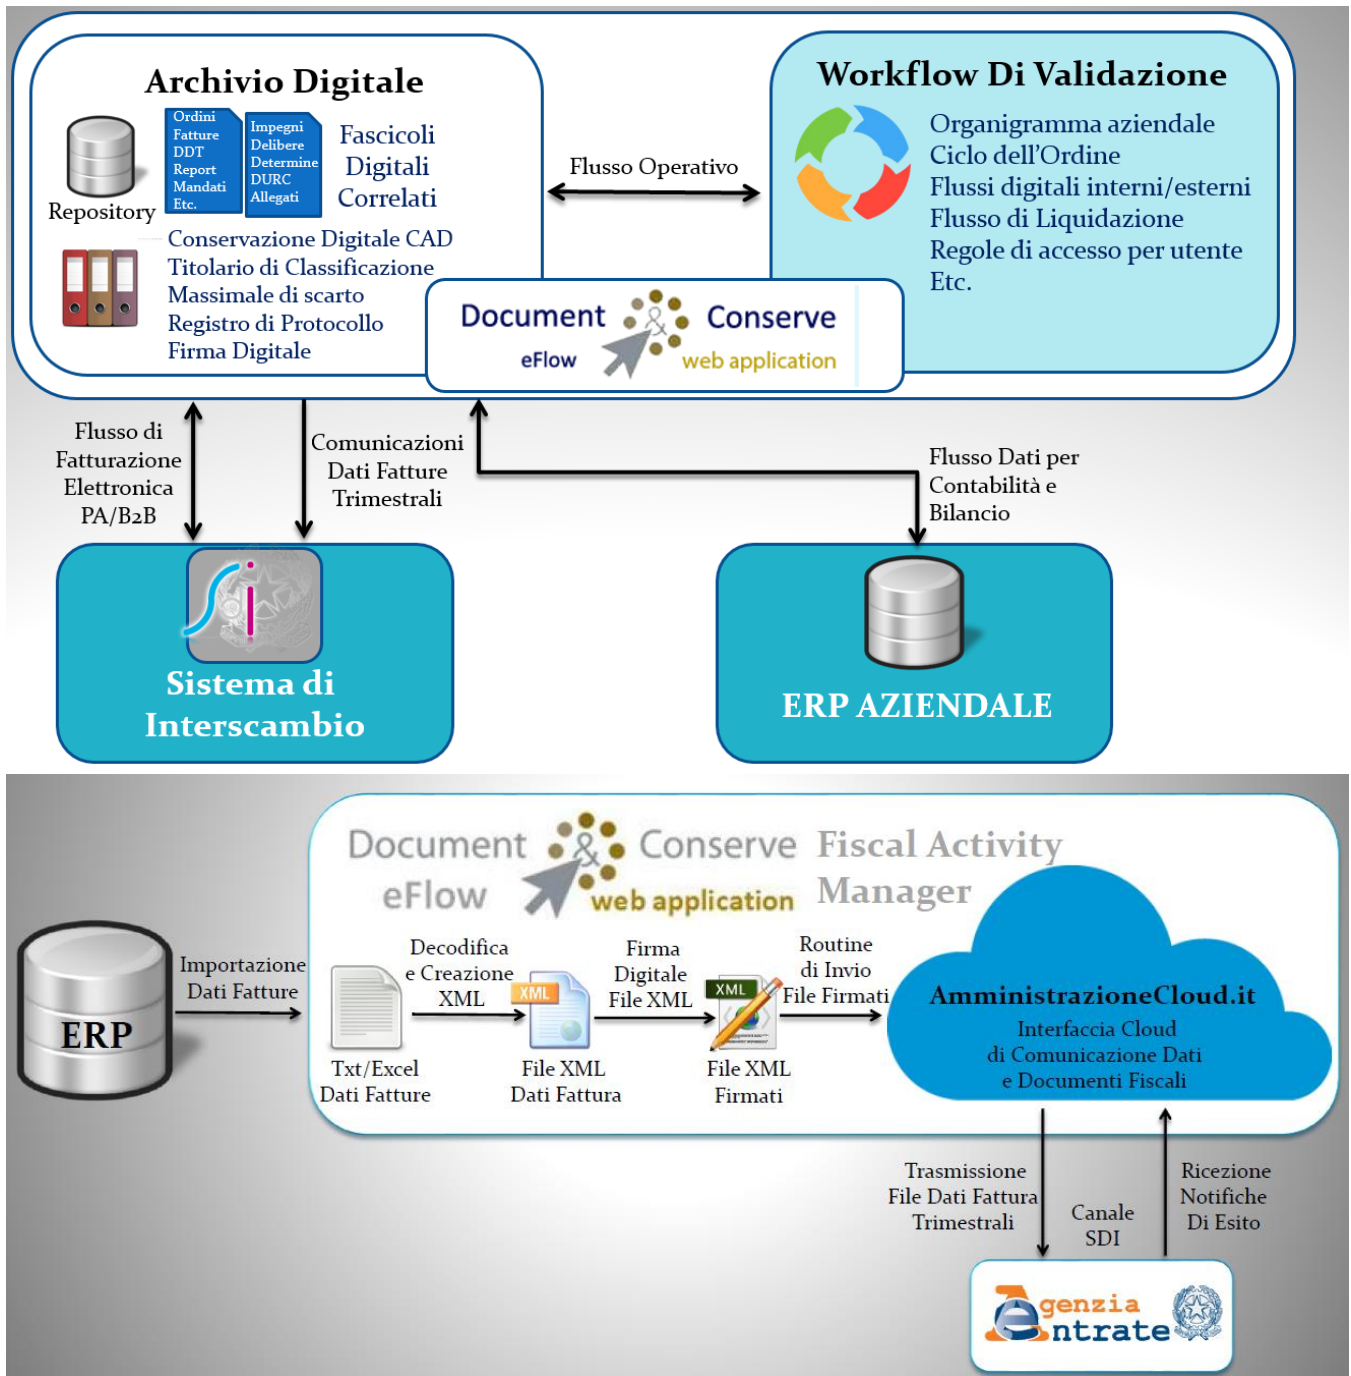 Archivio Digitale
Repository
Ordini
Fatture
DDT
Report
Mandati
Etc.
Impegni
Delibere
Determine
DURC
Allegati
Fascicoli
Digitali
Correlati
Conservazione Digitale CAD
Titolario di Classificazione
Massimale di scarto
Registro di Protocollo
Firma Digitale
Flusso Operativo
Workflow Di Validazione
Organigramma aziendale
Ciclo dell'Ordine
Flussi digitali interni/esterni
Flusso di Liquidazione
Regole di accesso per utente
Etc.
Document & Conserve
eFlow web application
Flusso di
Fatturazione
Elettronica
PA/B2B
Comunicazioni
Dati Fatture
Trimestrali
Flusso Dati per
Contabilità e
Bilancio
Si
Sistema di
Interscambio
ERP AZIENDALE
Document & Conserve
eFlow web application
Fiscal Activity
Manager
ERP
Importazione
Dati Fatture
Txt/Excel
Dati Fatture
Decodifica
e Creazione
XML
XML
File XML
Dati Fattura
Firma
Digitale
File XML
XML
File XML
Firmati
Routine
di Invio
File Firmati
AmministrazioneCloud.it
Interfaccia Cloud
di Comunicazione Dati
e Documenti Fiscali
Trasmissione
File Dati Fattura
Trimestrali
Canale
SDI
Ricezione
Notifiche
Di Esito
Agenzia
Entrate